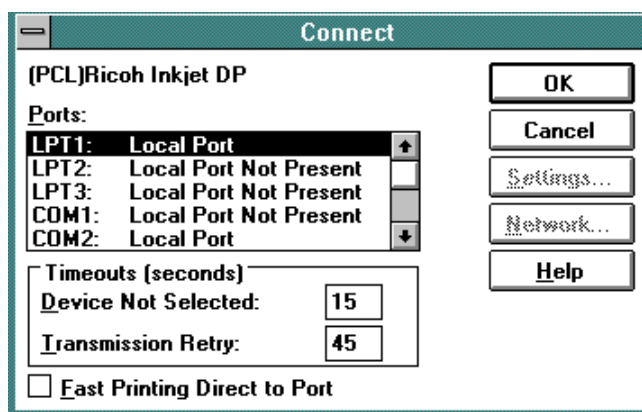 Connect
(PCL)Ricoh Inkjet DP
Ports:
LPT1: Local Port
LPT2: Local Port Not Present
LPT3: Local Port Not Present
COM1: Local Port Not Present
COM2: Local Port
Timeouts (seconds)
Device Not Selected: 15
Transmission Retry: 45
Fast Printing Direct to Port
OK
Cancel
Settings...
Network...
Help